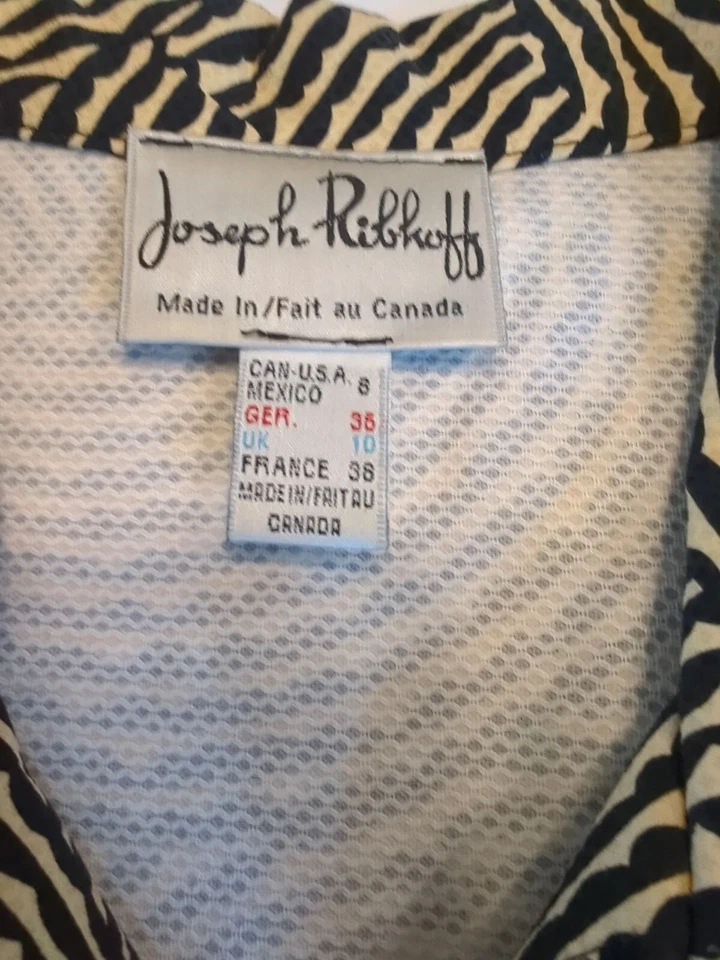 Joseph Ribkoff
Made In/Fait au Canada
CAN-U.S.A. 8
MEXICO
GER. 36
UK 10
FRANCE 38
MADE IN/FAIT AU
CANADA